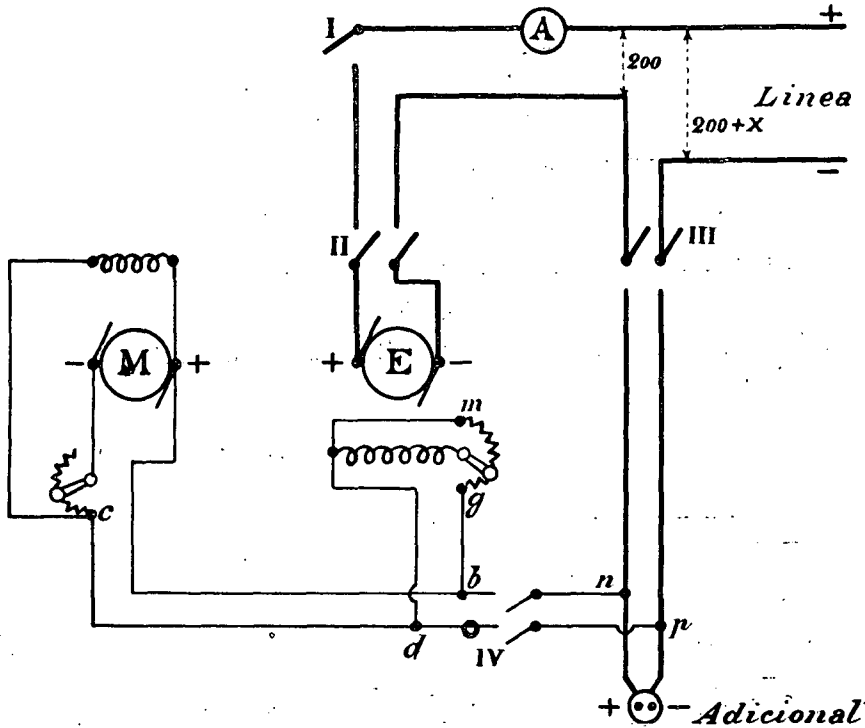 I
A
+
200
Linea
200+X
−
II
III
− M +
+ E −
m
g
c
b
n
d
IV
p
+ − Adicional